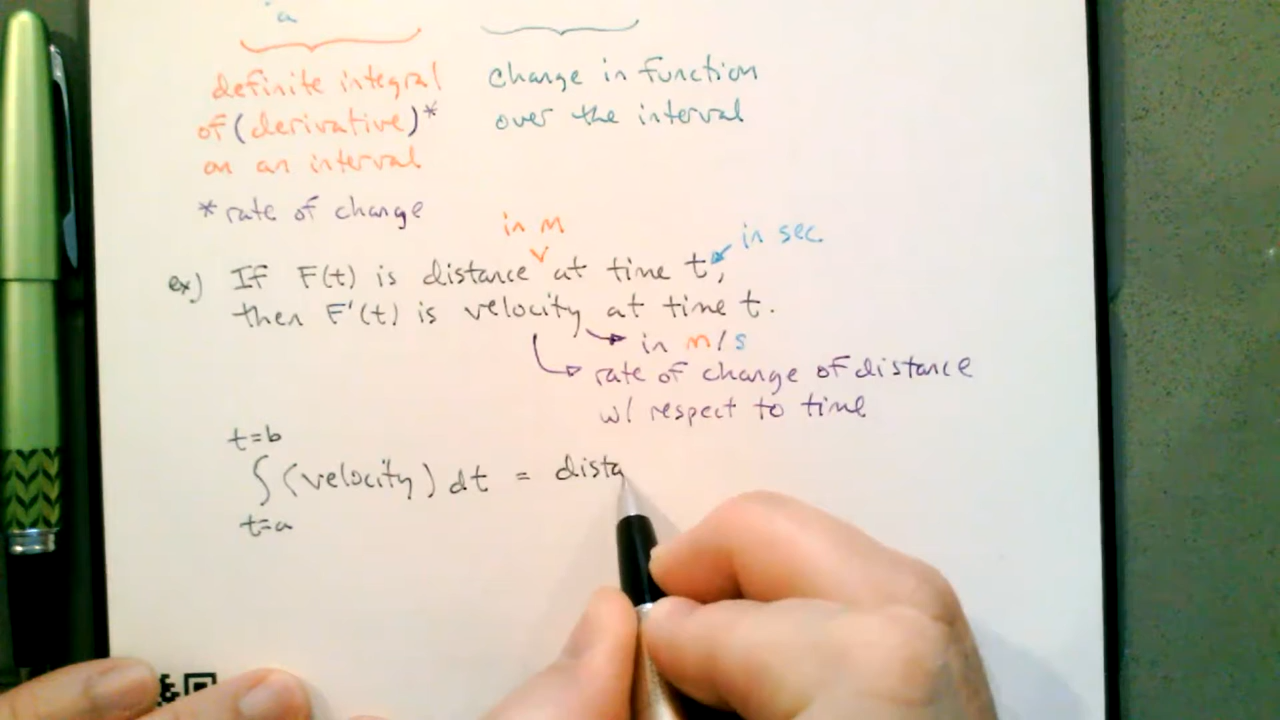 a
definite integral
of (derivative)*
on an interval
change in function
over the interval
* rate of change
in m
in sec
ex) If F(t) is distance at time t,
then F'(t) is velocity at time t.
in m/s
rate of change of distance
w/ respect to time
t=b
∫(velocity) dt = dista
t=a